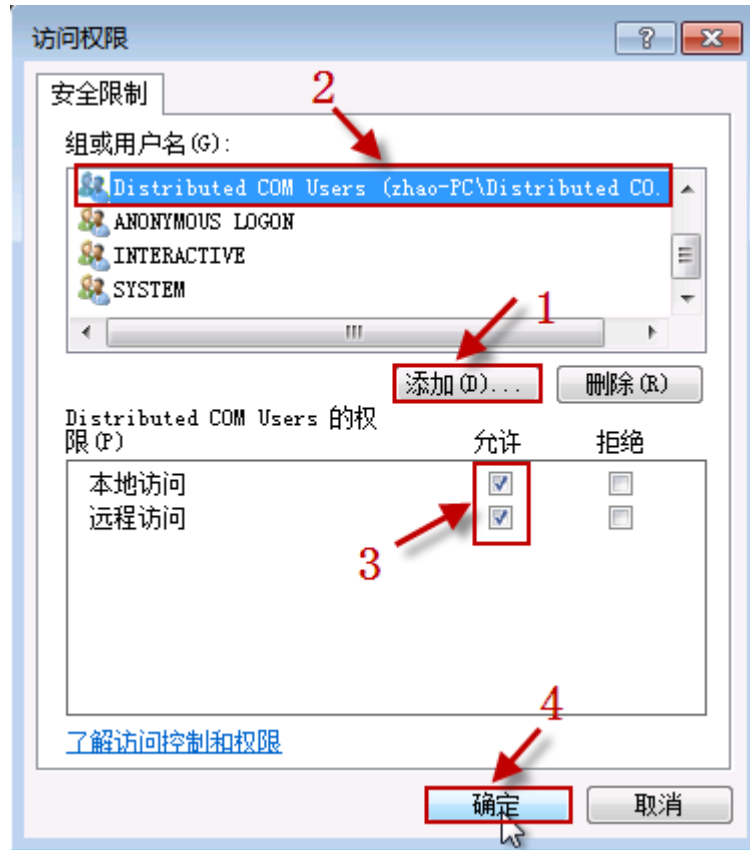 访问权限
安全限制
2
组或用户名(G):
Distributed COM Users (zhao-PC\Distributed CO.
ANONYMOUS LOGON
INTERACTIVE
SYSTEM
1
添加(D)... 删除(R)
Distributed COM Users 的权
限(P) 允许 拒绝
本地访问
远程访问
3
4
了解访问控制和权限
确定 取消